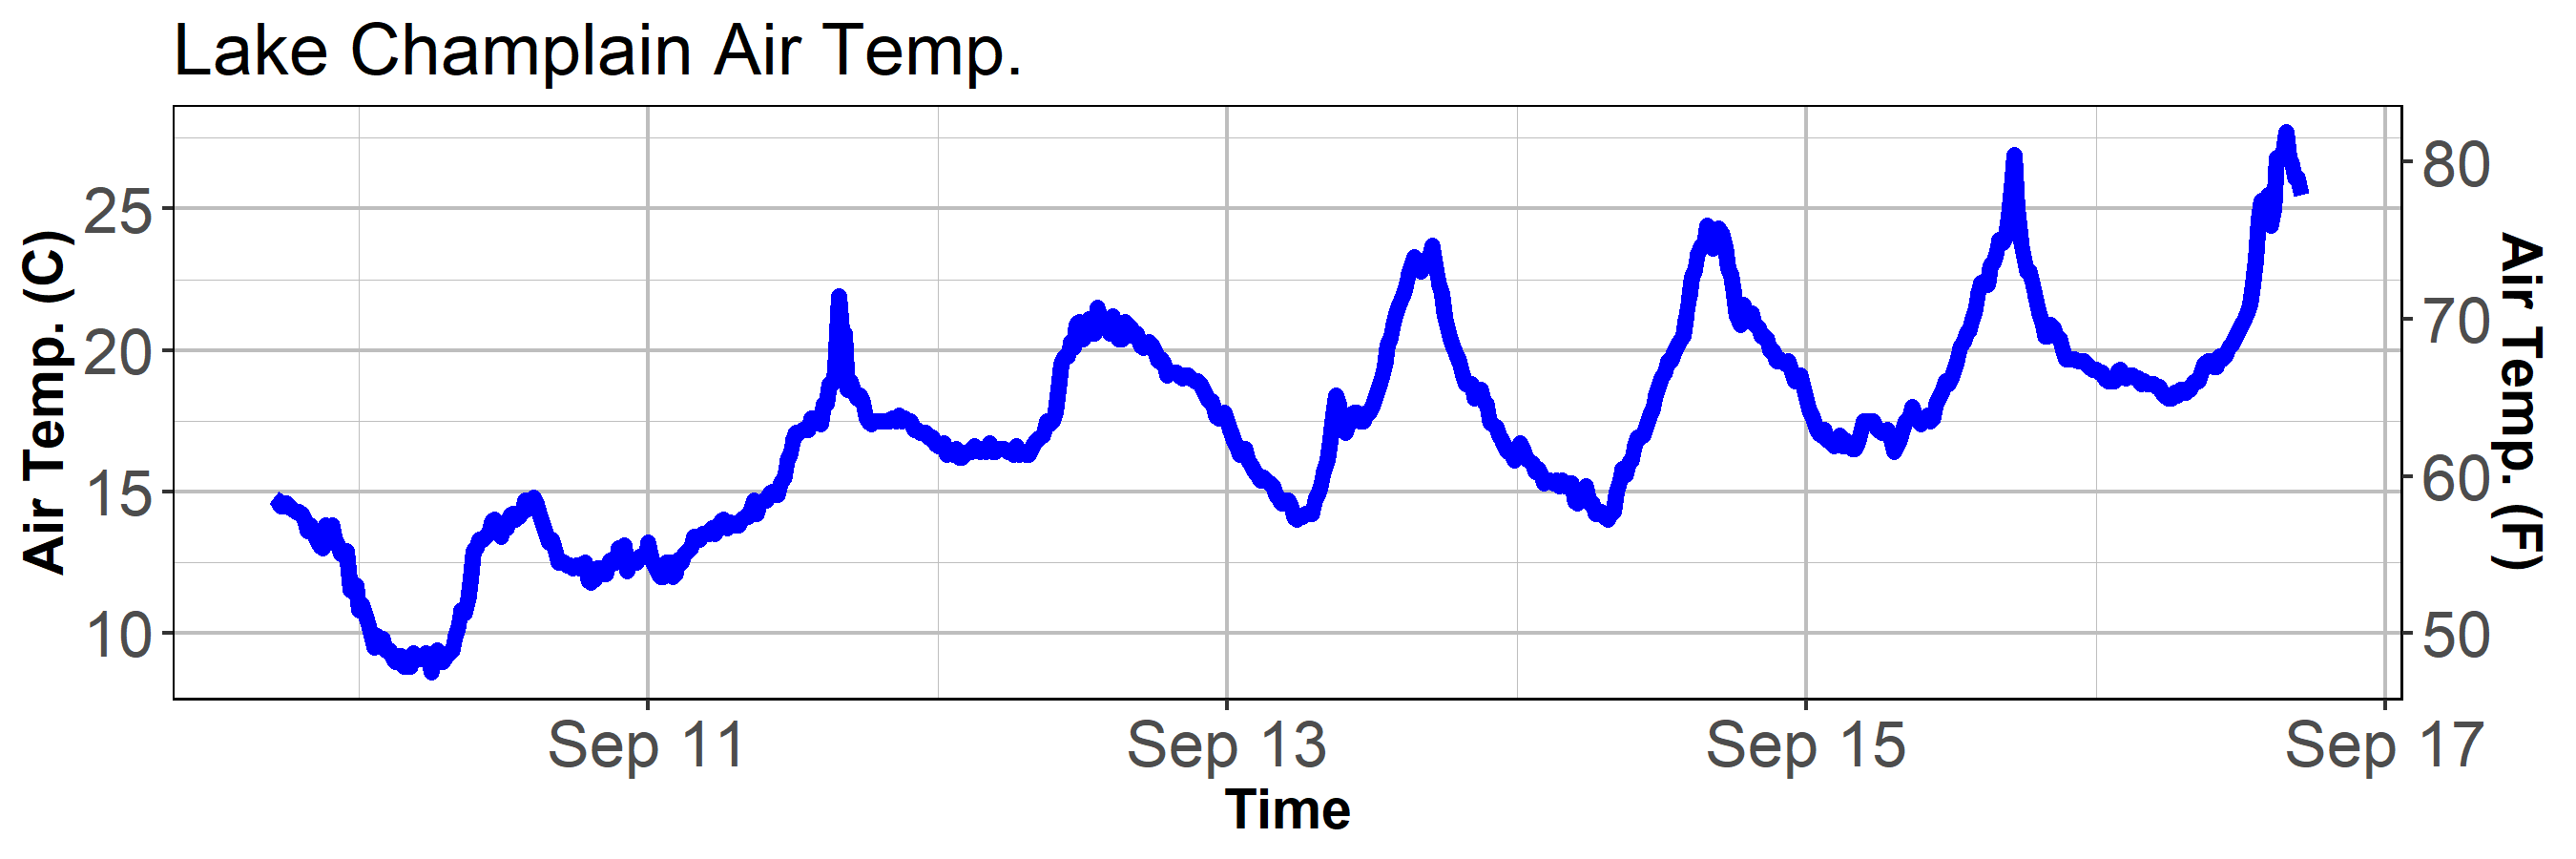 Lake Champlain Air Temp.
Air Temp. (C)
25
20
15
10
80
70
60
50
Air Temp. (F)
Sep 11
Sep 13
Sep 15
Sep 17
Time